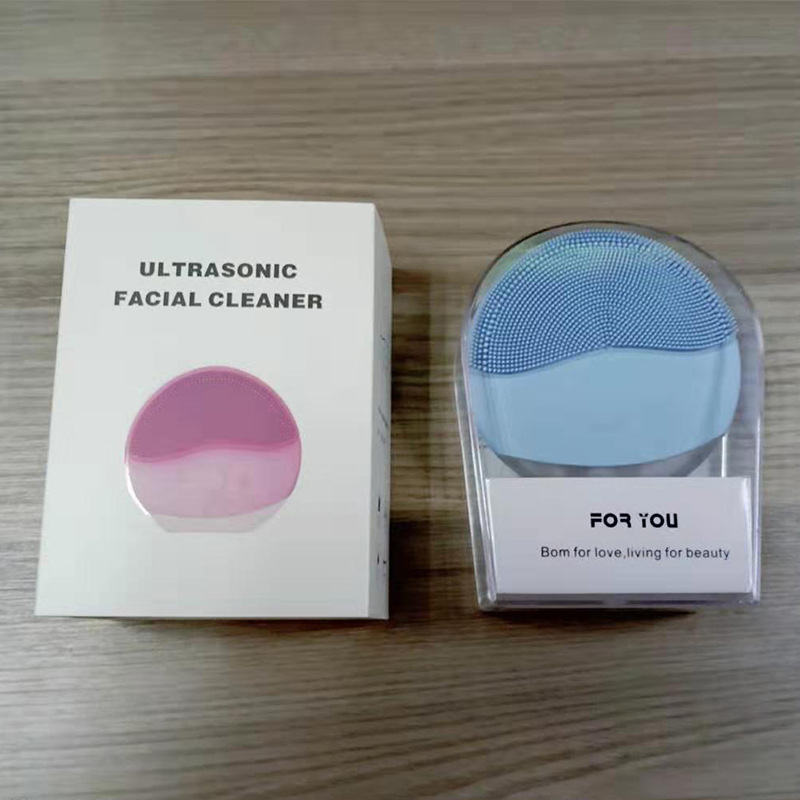 ULTRASONIC
FACIAL CLEANER
FOR YOU
Bom for love,living for beauty